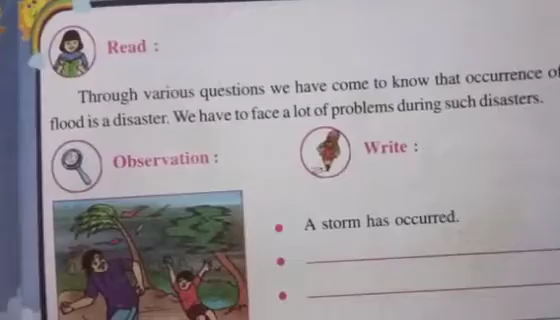 Read :
Through various questions we have come to know that occurrence of
flood is a disaster. We have to face a lot of problems during such disasters.
Observation :
Write :
A storm has occurred.